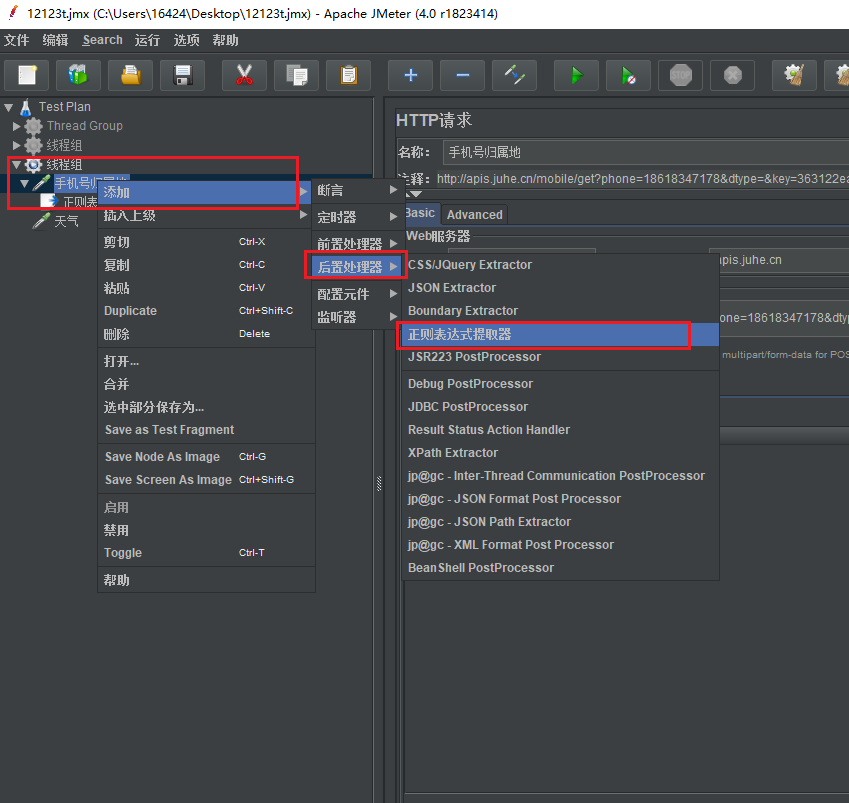 12123t.jmx (C:\Users\16424\Desktop\12123t.jmx) - Apache JMeter (4.0 r1823414)
文件 编辑 Search 运行 选项 帮助
STOP
Test Plan
Thread Group
线程组
线程组
手机号归属地
正则表
天气
添加
插入上级
剪切 Ctrl-X
复制 Ctrl-C
粘贴 Ctrl-V
Duplicate Ctrl+Shift-C
删除 Delete
打开...
合并
选中部分保存为...
Save as Test Fragment
Save Node As Image Ctrl-G
Save Screen As Image Ctrl+Shift-G
启用
禁用
Toggle Ctrl-T
帮助
断言
定时器
前置处理器
后置处理器
配置元件
监听器
CSS/JQuery Extractor
JSON Extractor
Boundary Extractor
正则表达式提取器
JSR223 PostProcessor
Debug PostProcessor
JDBC PostProcessor
Result Status Action Handler
XPath Extractor
jp@gc - Inter-Thread Communication PostProcessor
jp@gc - JSON Format Post Processor
jp@gc - JSON Path Extractor
jp@gc - XML Format Post Processor
BeanShell PostProcessor
HTTP请求
名称： 手机号归属地
注释： http://apis.juhe.cn/mobile/get?phone=18618347178&dtype=&key=363122ea
Basic Advanced
Web服务器
apis.juhe.cn
one=18618347178&dty
multipart/form-data for POS